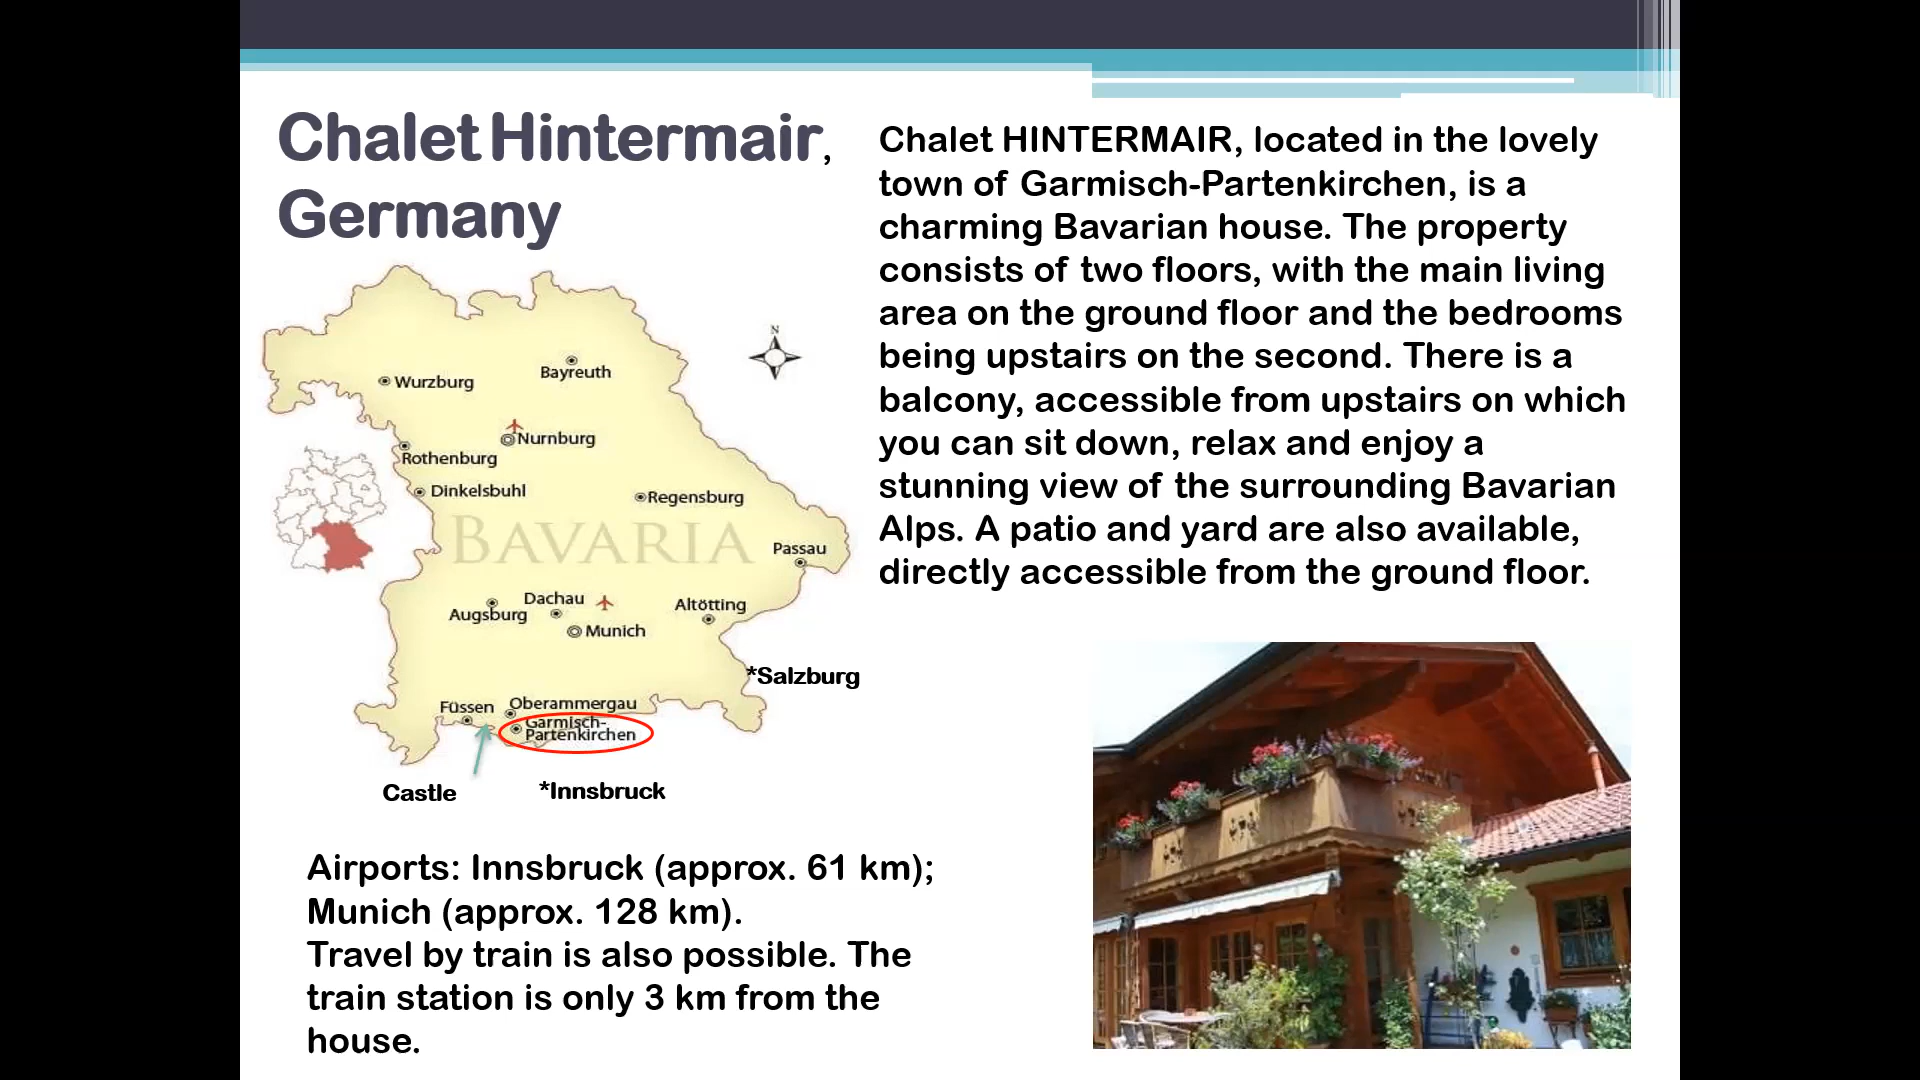 Chalet Hintermair,
Germany
Chalet HINTERMAIR, located in the lovely
town of Garmisch-Partenkirchen, is a
charming Bavarian house. The property
consists of two floors, with the main living
area on the ground floor and the bedrooms
being upstairs on the second. There is a
balcony, accessible from upstairs on which
you can sit down, relax and enjoy a
stunning view of the surrounding Bavarian
Alps. A patio and yard are also available,
directly accessible from the ground floor.
N
Bayreuth
Wurzburg
Nurnburg
Rothenburg
Dinkelsbuhl
Regensburg
BAVARIA
Passau
Dachau
Augsburg
Altötting
Munich
*Salzburg
Füssen
Oberammergau
Garmisch-
Partenkirchen
Castle
*Innsbruck
Airports: Innsbruck (approx. 61 km);
Munich (approx. 128 km).
Travel by train is also possible. The
train station is only 3 km from the
house.